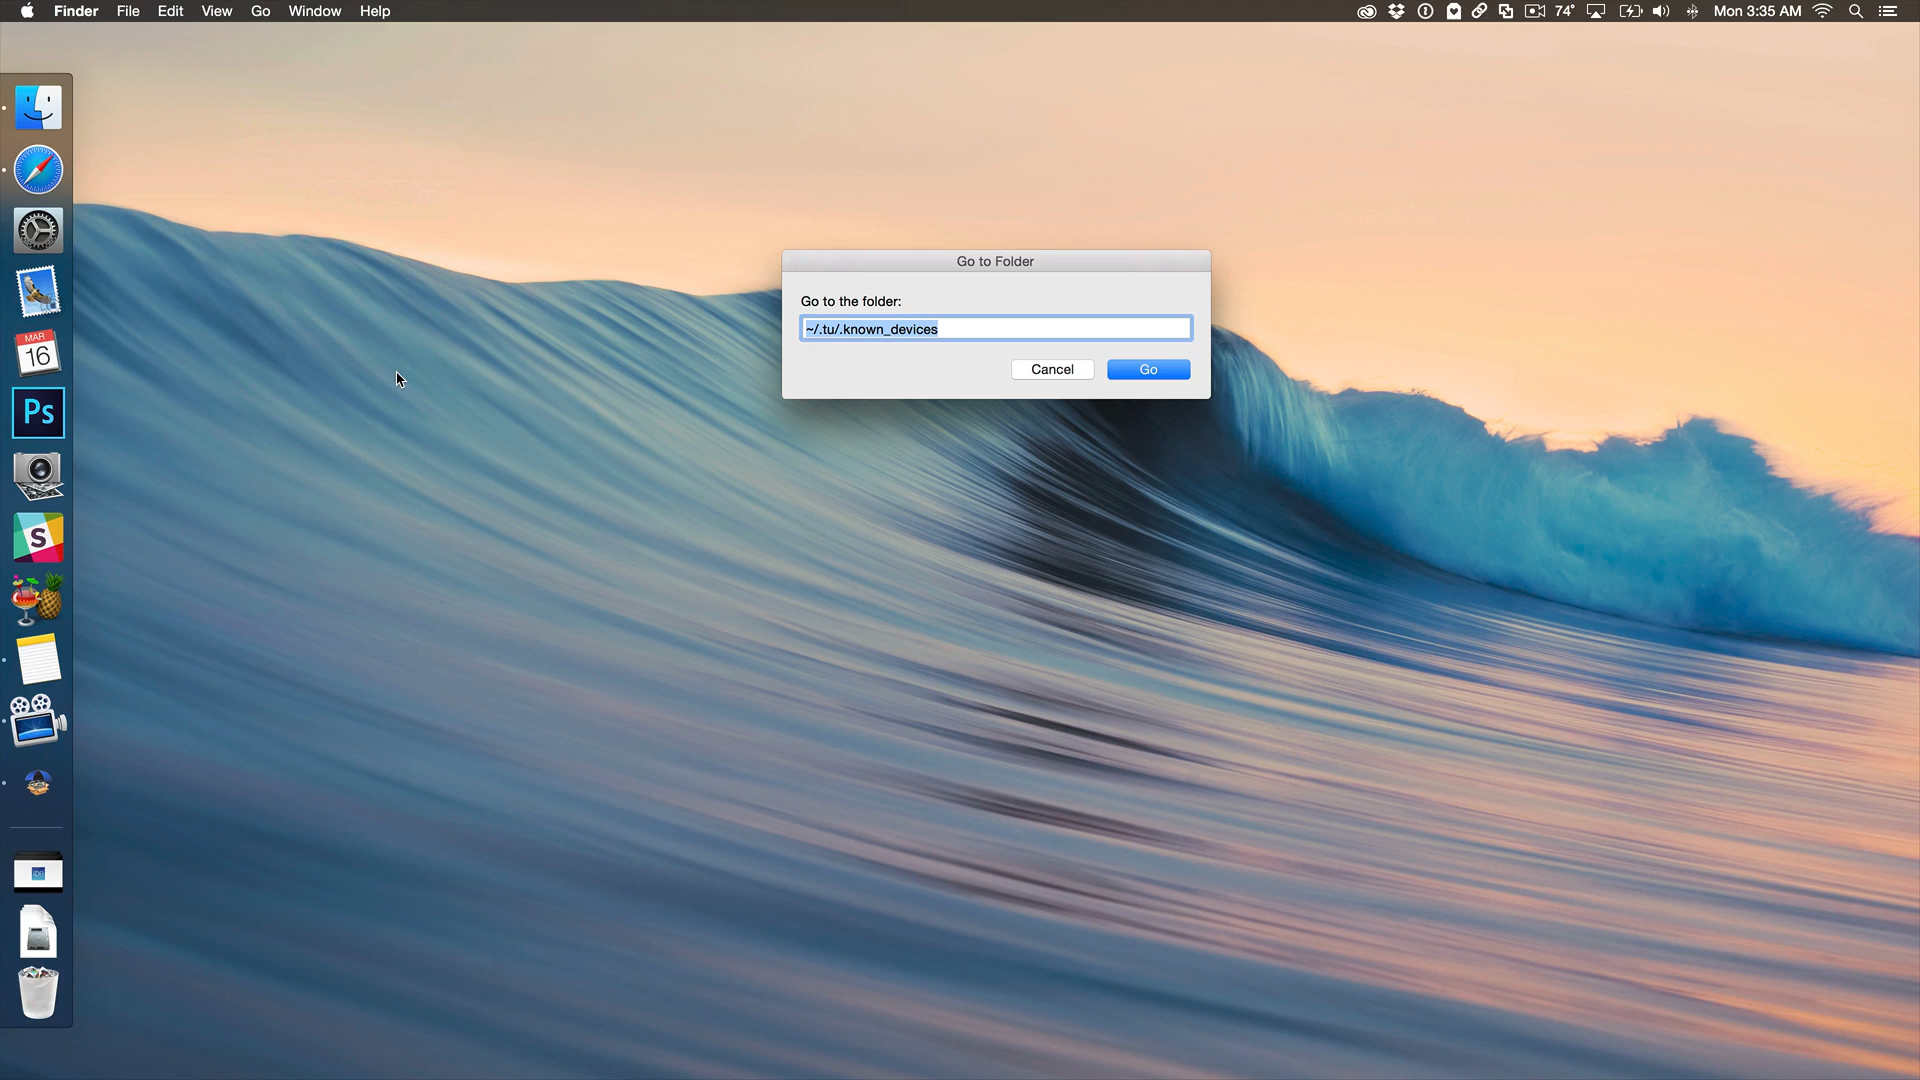 Finder File Edit View Go Window Help 74° Mon 3:35 AM
MAR
16
Ps
S
Go to Folder
Go to the folder:
~/.tu/.known_devices
Cancel Go